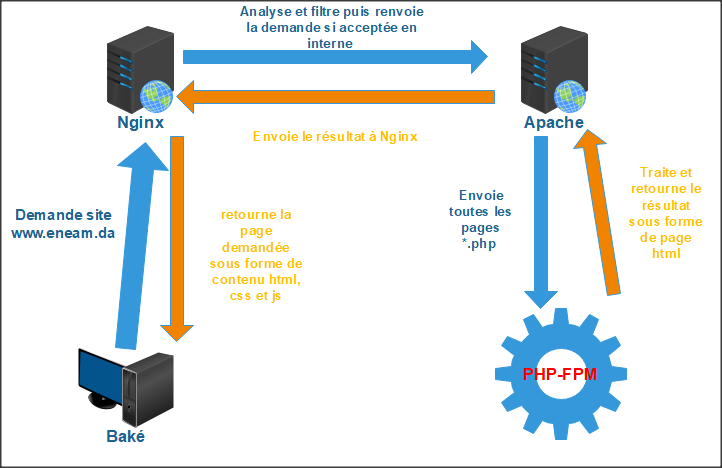 Analyse et filtre puis renvoie
la demande si acceptée en
interne
Nginx
Apache
Envoie le résultat à Nginx
Demande site
www.eneam.da
retourne la
page
demandée
sous forme de
contenu html,
css et js
Envoie
toutes les
pages
*.php
Traite et
retourne le
résultat
sous forme
de page
html
Baké
PHP-FPM